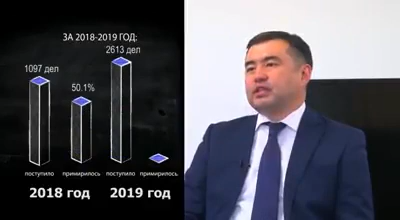 ЗА 2018-2019 ГОД:
1097 дел
50.1%
2613 дел
поступило
примирилось
поступило
примирилось
2018 год
2019 год